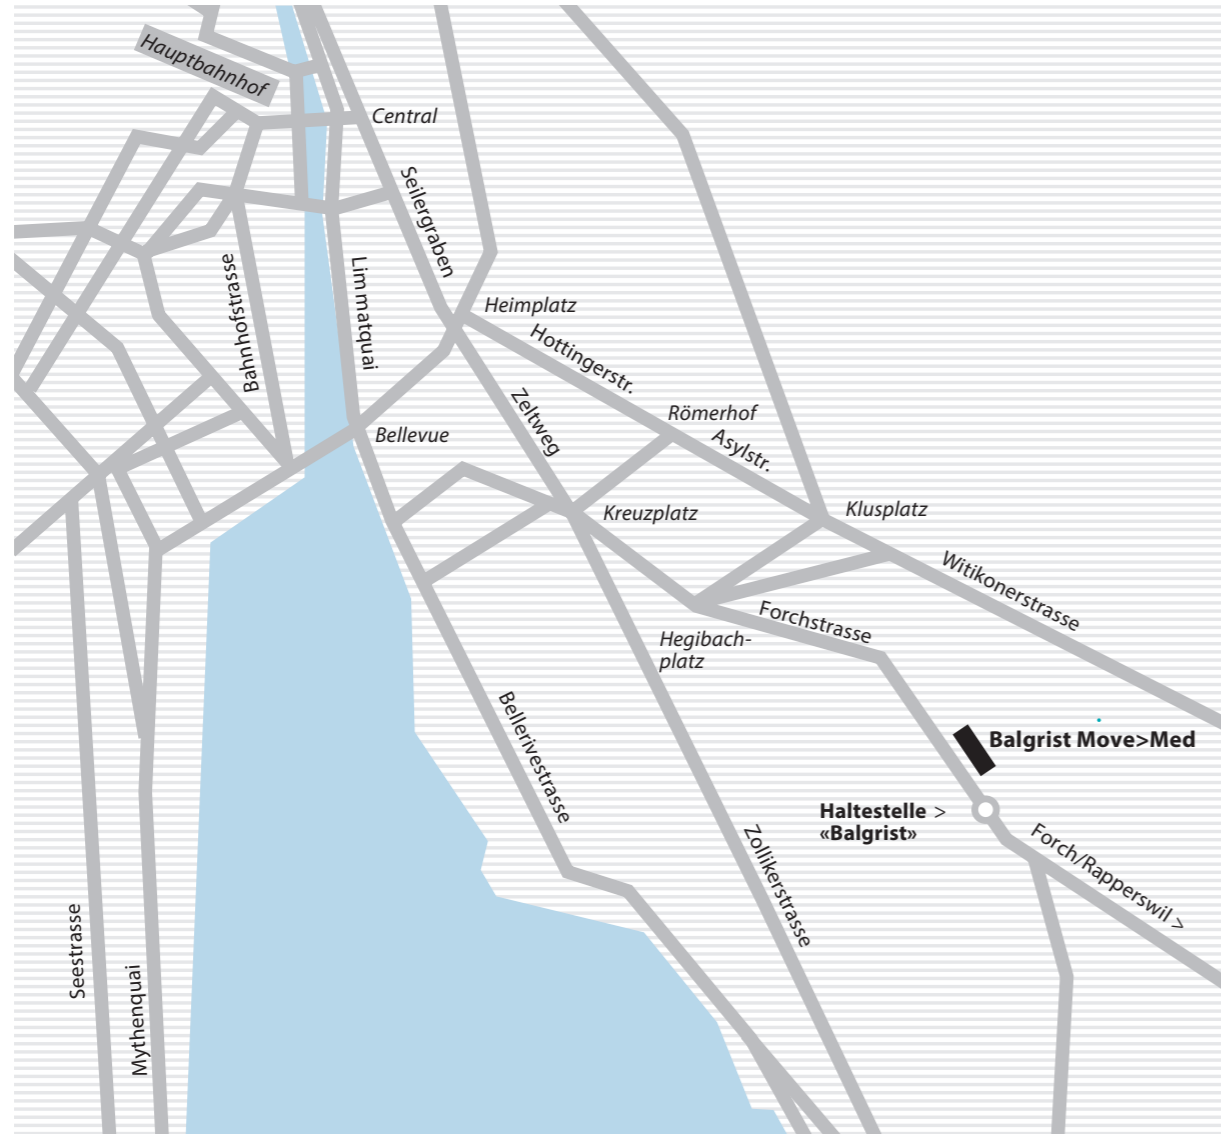 Hauptbahnhof
Central
Seilergraben
Bahnhofstrasse
Limmatquai
Heimplatz
Hottingerstr.
Zeltweg
Römerhof
Asylstr.
Bellevue
Kreuzplatz
Klusplatz
Witikonerstrasse
Forchstrasse
Hegibach-
platz
Bellerivestrasse
Balgrist Move>Med
Haltestelle >
«Balgrist»
Zollikerstrasse
Forch/Rapperswil >
Seestrasse
Mythenquai